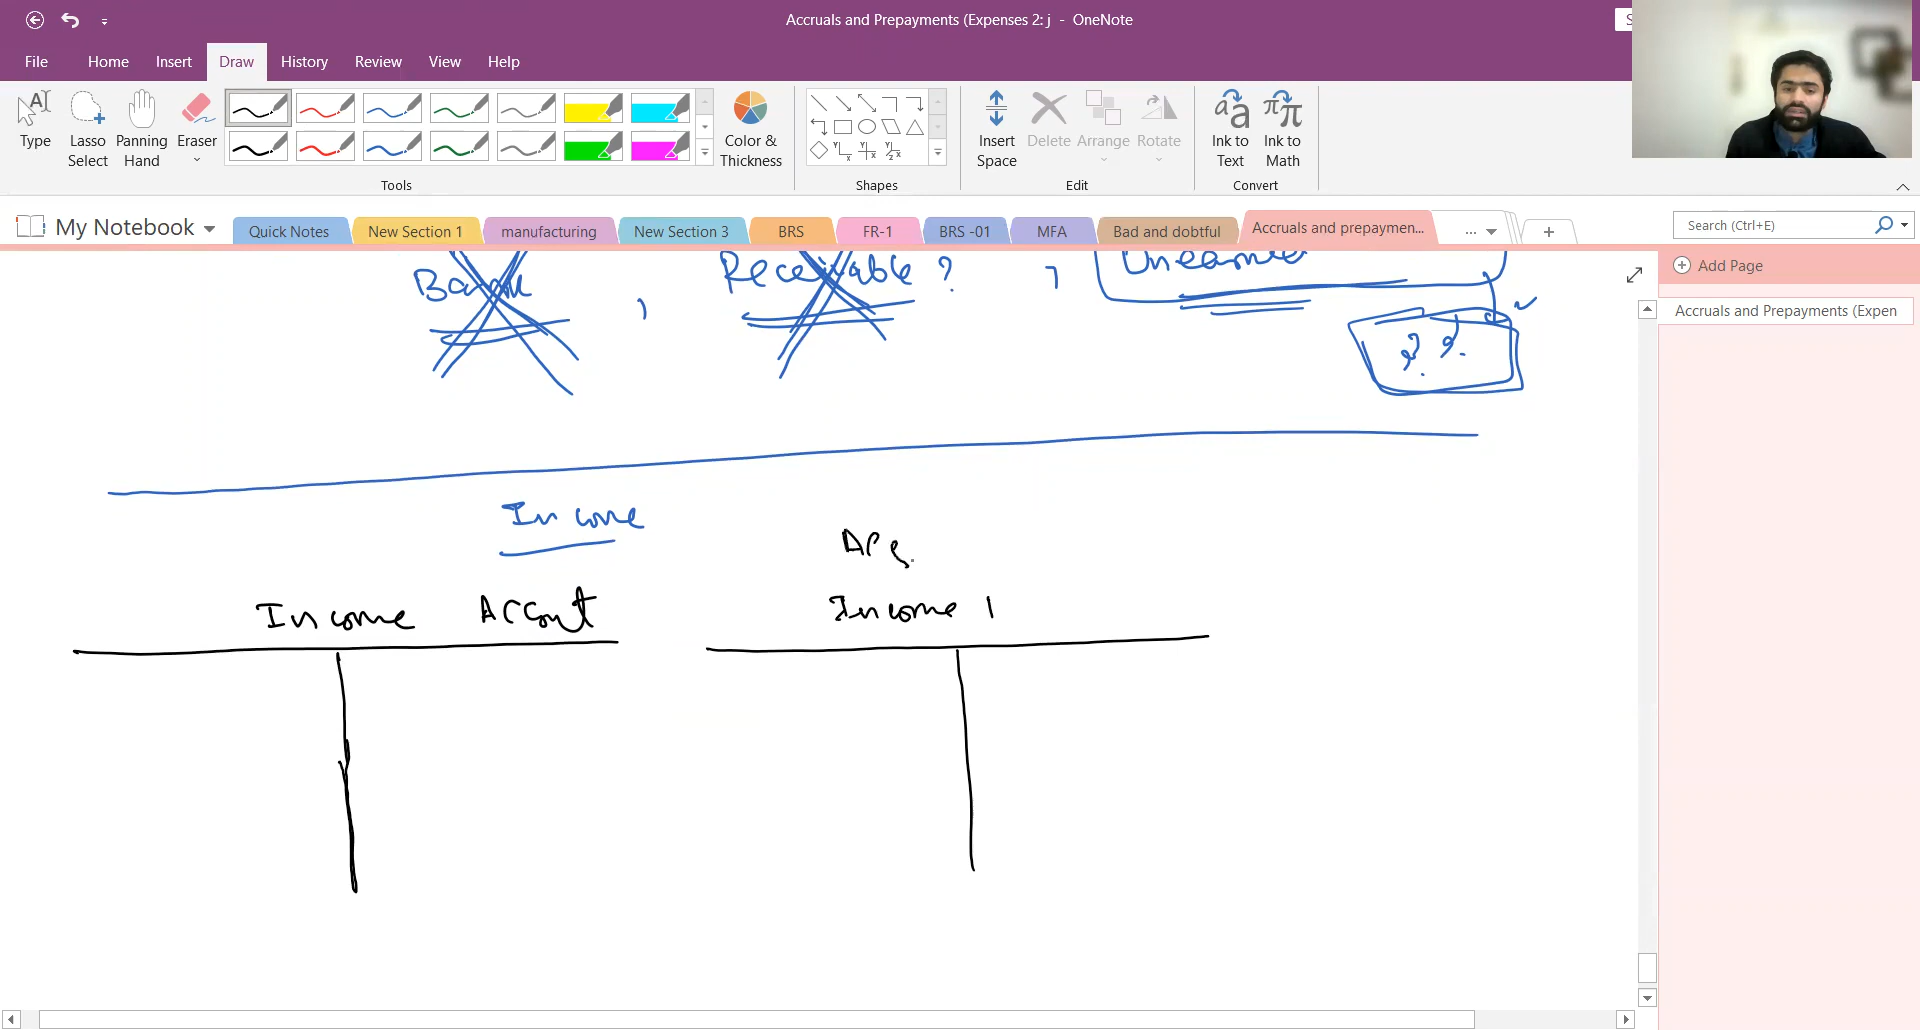 Accruals and Prepayments (Expenses 2: j - OneNote
S
File Home Insert Draw History Review View Help
Type Lasso Select Panning Hand Eraser
Color & Thickness
Insert Space Delete Arrange Rotate
Ink to Text Ink to Math
Tools Shapes Edit Convert
My Notebook Quick Notes New Section 1 manufacturing New Section 3 BRS FR-1 BRS -01 MFA Bad and doubtful Accruals and prepaymen... ... Search (Ctrl+E)
Add Page
Accruals and Prepayments (Expen
Bank , Receivable ? ,
? ?
Income
Income Account Income 1